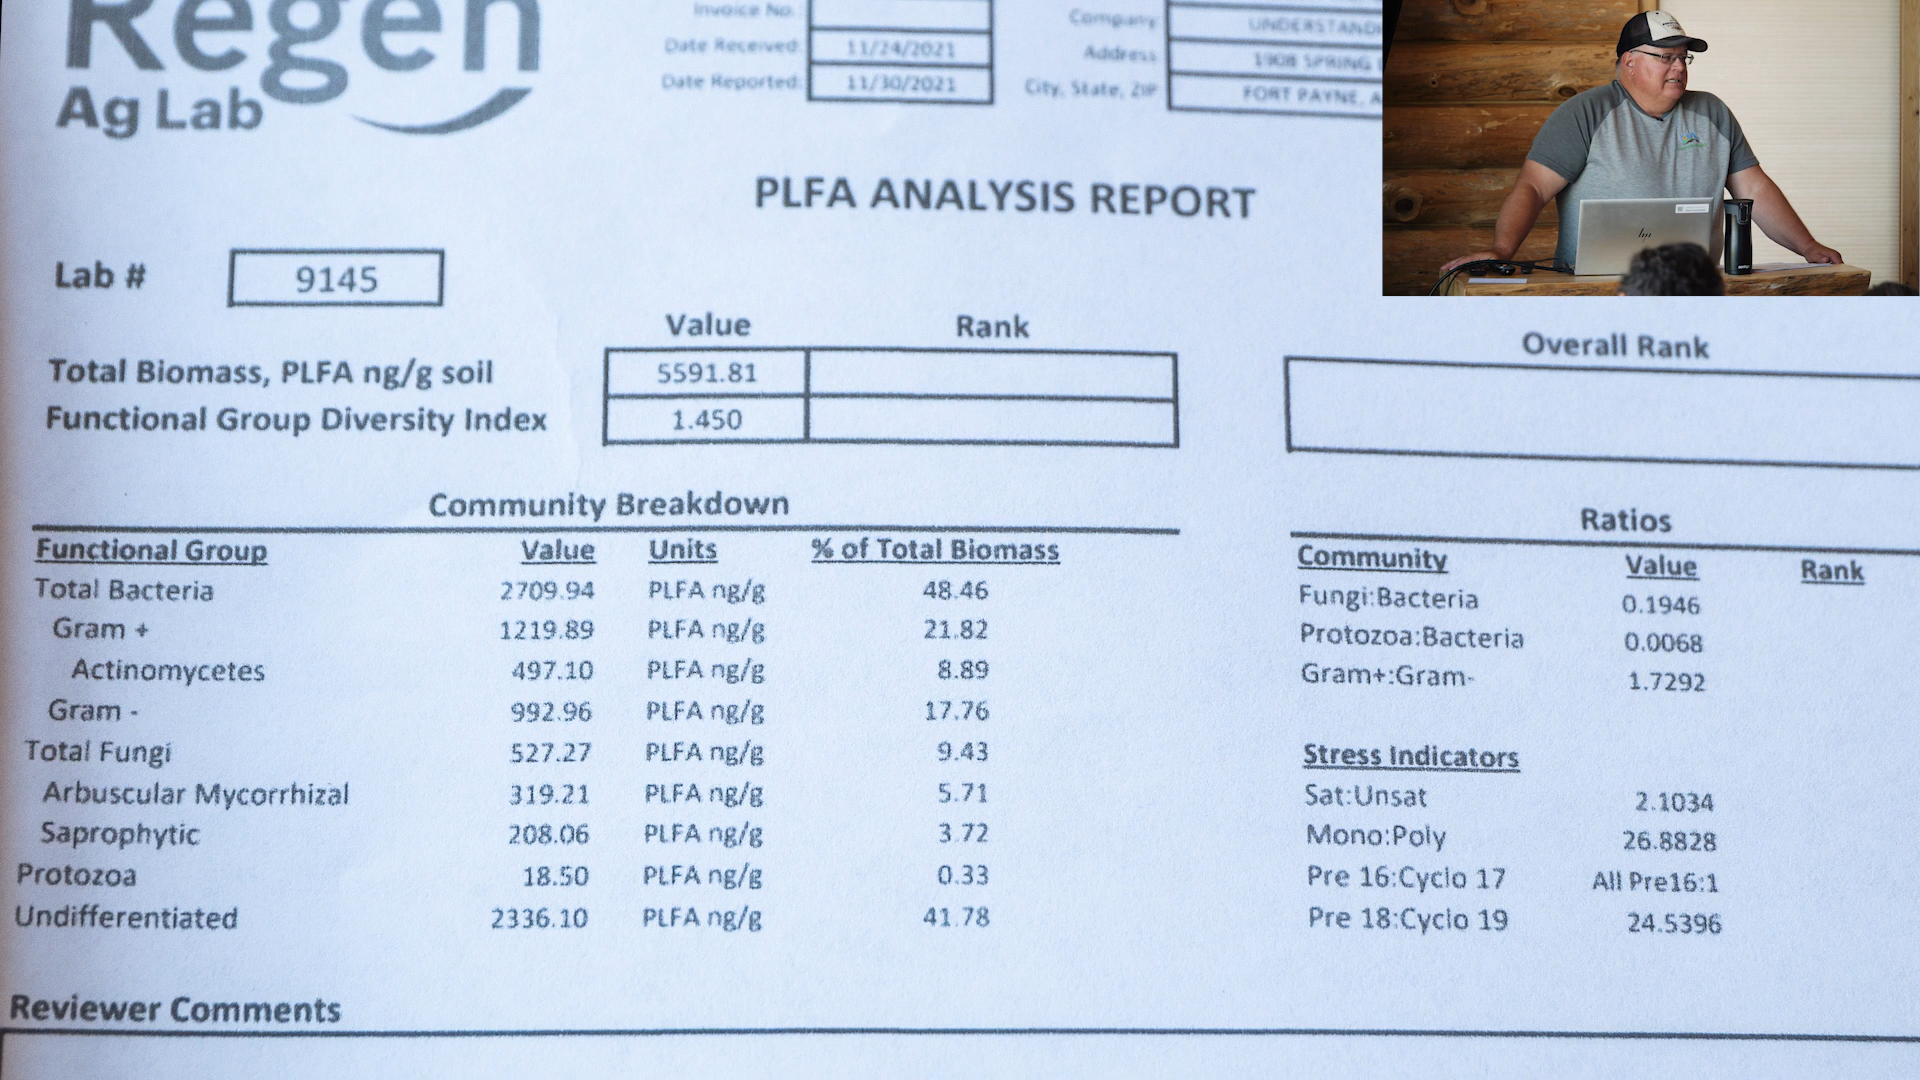 Regen
Ag Lab
Invoice No.
Date Received: 11/24/2021
Date Reported: 11/30/2021
Company
Address 1908 SPRING
City, State, ZIP FORT PAYNE, A
PLFA ANALYSIS REPORT
Lab # 9145
Value Rank
Overall Rank
Total Biomass, PLFA ng/g soil 5591.81
Functional Group Diversity Index 1.450
Community Breakdown
Functional Group Value Units % of Total Biomass
Total Bacteria 2709.94 PLFA ng/g 48.46
Gram + 1219.89 PLFA ng/g 21.82
Actinomycetes 497.10 PLFA ng/g 8.89
Gram - 992.96 PLFA ng/g 17.76
Total Fungi 527.27 PLFA ng/g 9.43
Arbuscular Mycorrhizal 319.21 PLFA ng/g 5.71
Saprophytic 208.06 PLFA ng/g 3.72
Protozoa 18.50 PLFA ng/g 0.33
Undifferentiated 2336.10 PLFA ng/g 41.78
Ratios
Community Value Rank
Fungi:Bacteria 0.1946
Protozoa:Bacteria 0.0068
Gram+:Gram- 1.7292
Stress Indicators
Sat:Unsat 2.1034
Mono:Poly 26.8828
Pre 16:Cyclo 17 All Pre16:1
Pre 18:Cyclo 19 24.5396
Reviewer Comments
hp